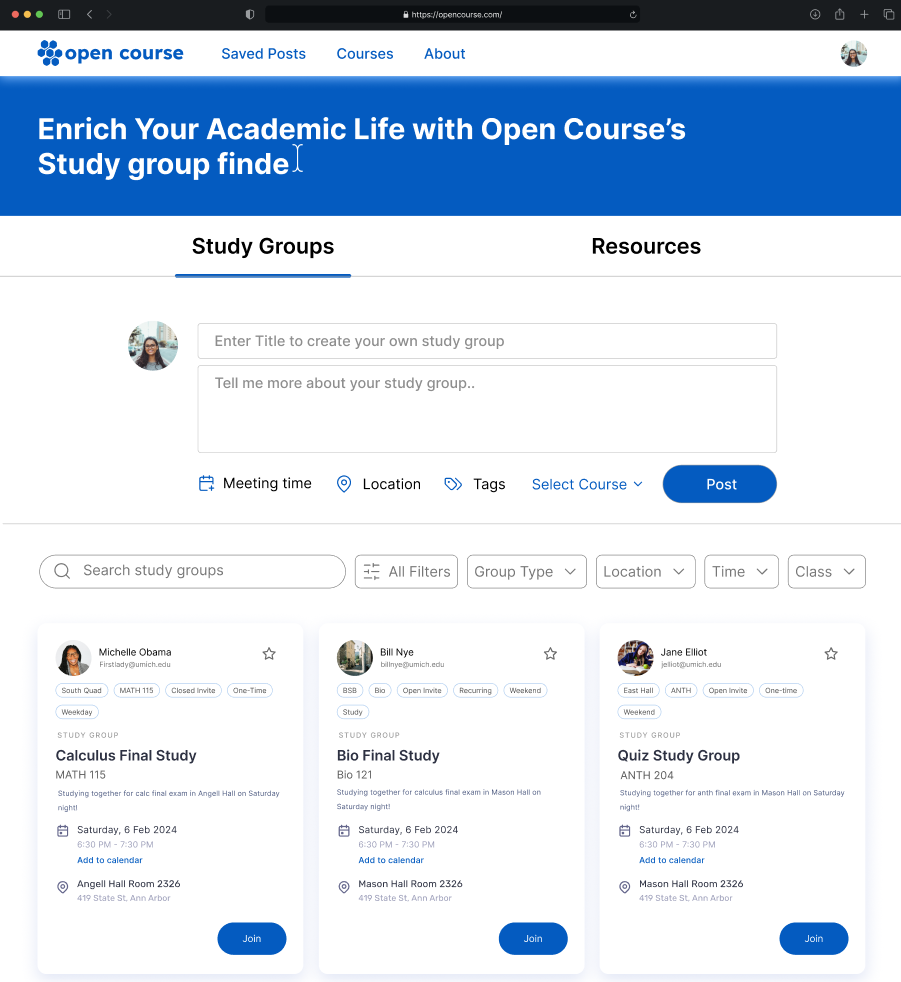 https://opencourse.com/
open course
Saved Posts
Courses
About
Enrich Your Academic Life with Open Course’s
Study group finde
Study Groups
Resources
Enter Title to create your own study group
Tell me more about your study group..
Meeting time
Location
Tags
Select Course
Post
Search study groups
All Filters
Group Type
Location
Time
Class
Michelle Obama
Firstlady@umich.edu
South Quad
MATH 115
Closed Invite
One-Time
Weekday
STUDY GROUP
Calculus Final Study
MATH 115
Studying together for calc final exam in Angell Hall on Saturday
night!
Saturday, 6 Feb 2024
6:30 PM - 7:30 PM
Add to calendar
Angell Hall Room 2326
419 State St, Ann Arbor
Join
Bill Nye
billnye@umich.edu
BSB
Bio
Open Invite
Recurring
Weekend
Study
STUDY GROUP
Bio Final Study
Bio 121
Studying together for calculus final exam in Mason Hall on
Saturday night!
Saturday, 6 Feb 2024
6:30 PM - 7:30 PM
Add to calendar
Mason Hall Room 2326
419 State St, Ann Arbor
Join
Jane Elliot
jelliot@umich.edu
East Hall
ANTH
Open Invite
One-time
Weekend
STUDY GROUP
Quiz Study Group
ANTH 204
Studying together for anth final exam in Mason Hall on Saturday
night!
Saturday, 6 Feb 2024
6:30 PM - 7:30 PM
Add to calendar
Mason Hall Room 2326
419 State St, Ann Arbor
Join